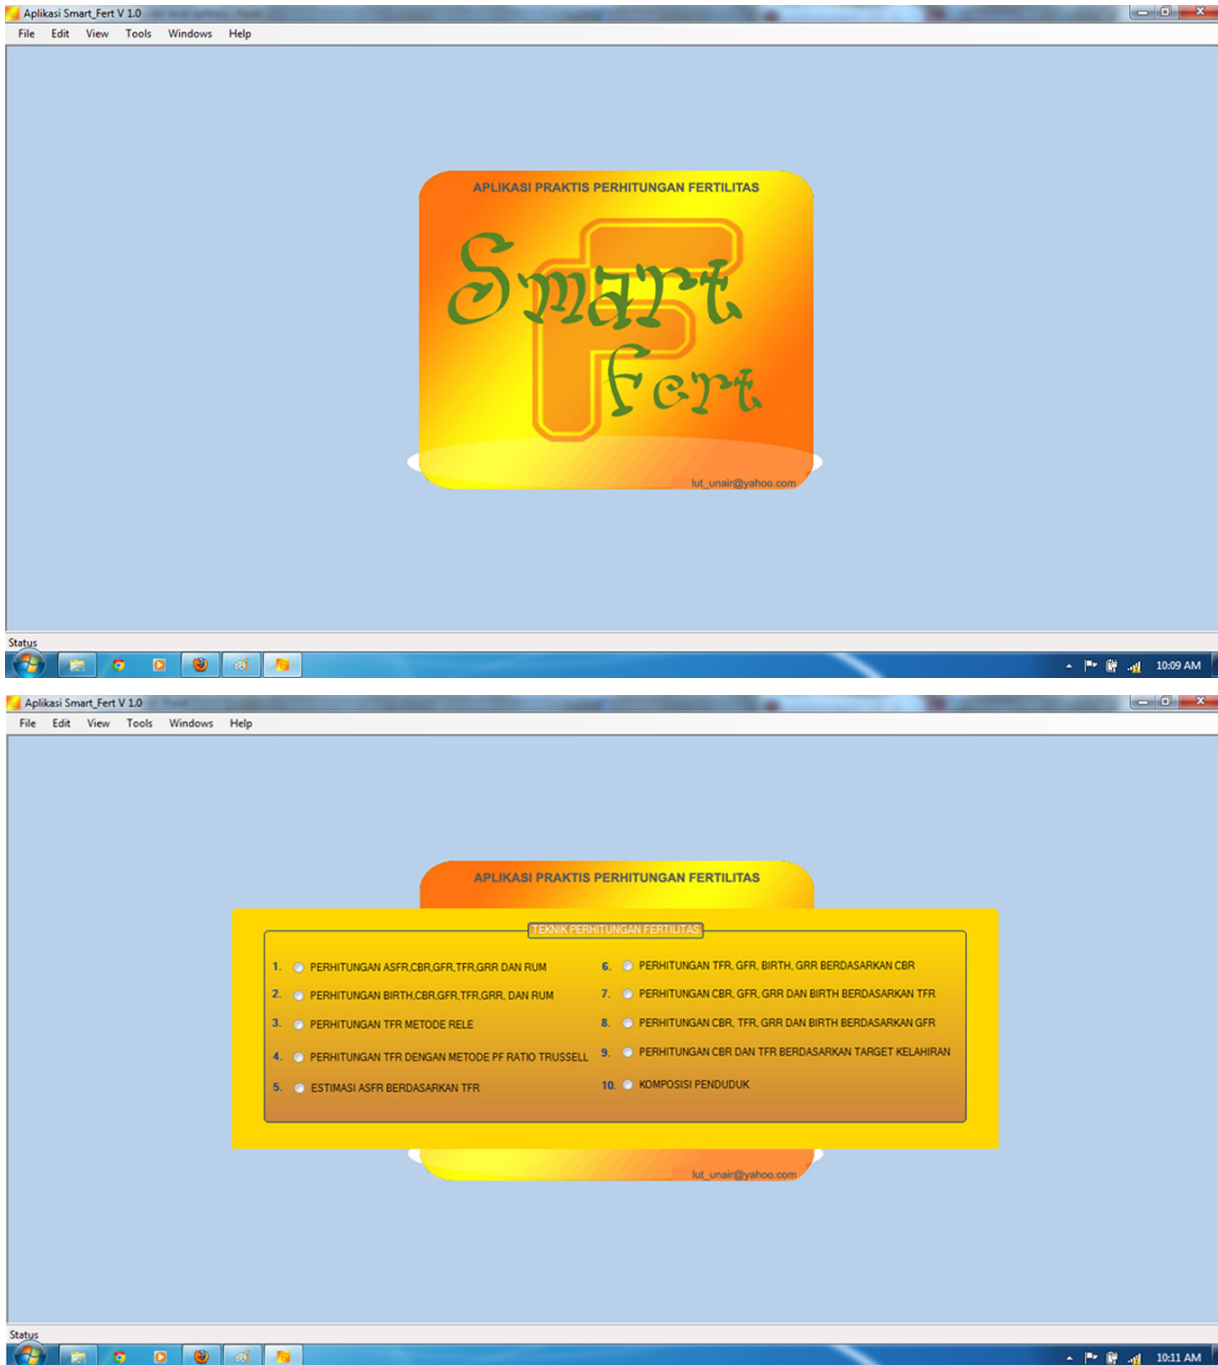 Aplikasi Smart_Fert V 1.0
File Edit View Tools Windows Help
APLIKASI PRAKTIS PERHITUNGAN FERTILITAS
Smart
Fert
lut_unair@yahoo.com
Status
10:09 AM
Aplikasi Smart_Fert V 1.0
File Edit View Tools Windows Help
APLIKASI PRAKTIS PERHITUNGAN FERTILITAS
TEKNIK PERHITUNGAN FERTILITAS
1. PERHITUNGAN ASFR,CBR,GFR,TFR,GRR DAN RUM
2. PERHITUNGAN BIRTH,CBR,GFR,TFR,GRR, DAN RUM
3. PERHITUNGAN TFR METODE RELE
4. PERHITUNGAN TFR DENGAN METODE PF RATIO TRUSSELL
5. ESTIMASI ASFR BERDASARKAN TFR
6. PERHITUNGAN TFR, GFR, BIRTH, GRR BERDASARKAN CBR
7. PERHITUNGAN CBR, GFR, GRR DAN BIRTH BERDASARKAN TFR
8. PERHITUNGAN CBR, TFR, GRR DAN BIRTH BERDASARKAN GFR
9. PERHITUNGAN CBR DAN TFR BERDASARKAN TARGET KELAHIRAN
10. KOMPOSISI PENDUDUK
lut_unair@yahoo.com
Status
10:11 AM